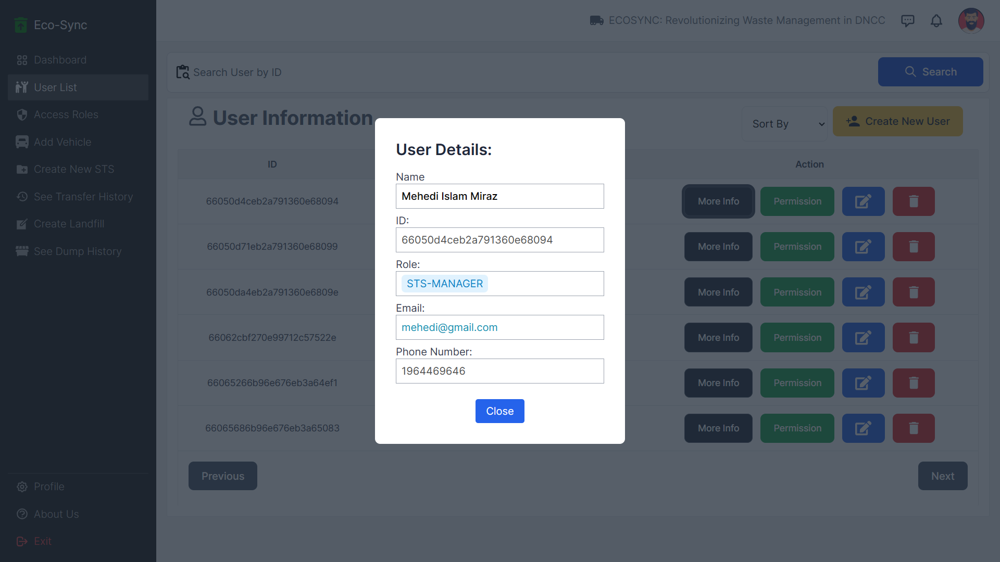 Eco-Sync
ECOSYNC: Revolutionizing Waste Management in DNCC
Dashboard
User List
Access Roles
Add Vehicle
Create New STS
See Transfer History
Create Landfill
See Dump History
Profile
About Us
Exit
Search User by ID
Search
User Information
Sort By
Create New User
ID
Action
66050d4ceb2a791360e68094
More Info
Permission
66050d71eb2a791360e68099
More Info
Permission
66050da4eb2a791360e6809e
More Info
Permission
66062cbf270e99712c57522e
More Info
Permission
66065266b96e676eb3a64ef1
More Info
Permission
66065686b96e676eb3a65083
More Info
Permission
Previous
Next
User Details:
Name
Mehedi Islam Miraz
ID:
66050d4ceb2a791360e68094
Role:
STS-MANAGER
Email:
mehedi@gmail.com
Phone Number:
1964469646
Close